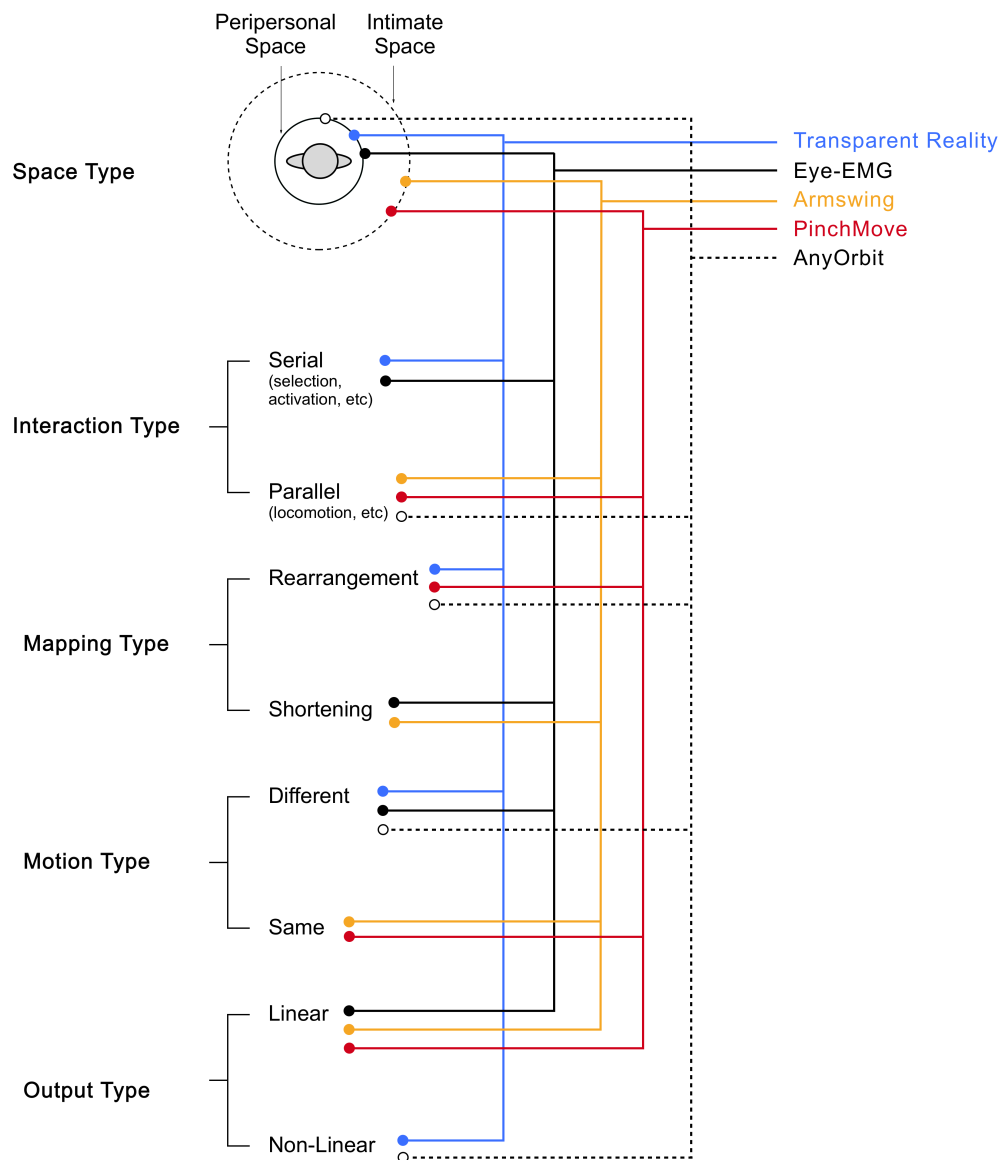 Peripersonal
Space
Intimate
Space
Space Type
Transparent Reality
Eye-EMG
Armswing
PinchMove
AnyOrbit
Interaction Type
Serial
(selection,
activation, etc)
Parallel
(locomotion, etc)
Mapping Type
Rearrangement
Shortening
Motion Type
Different
Same
Output Type
Linear
Non-Linear